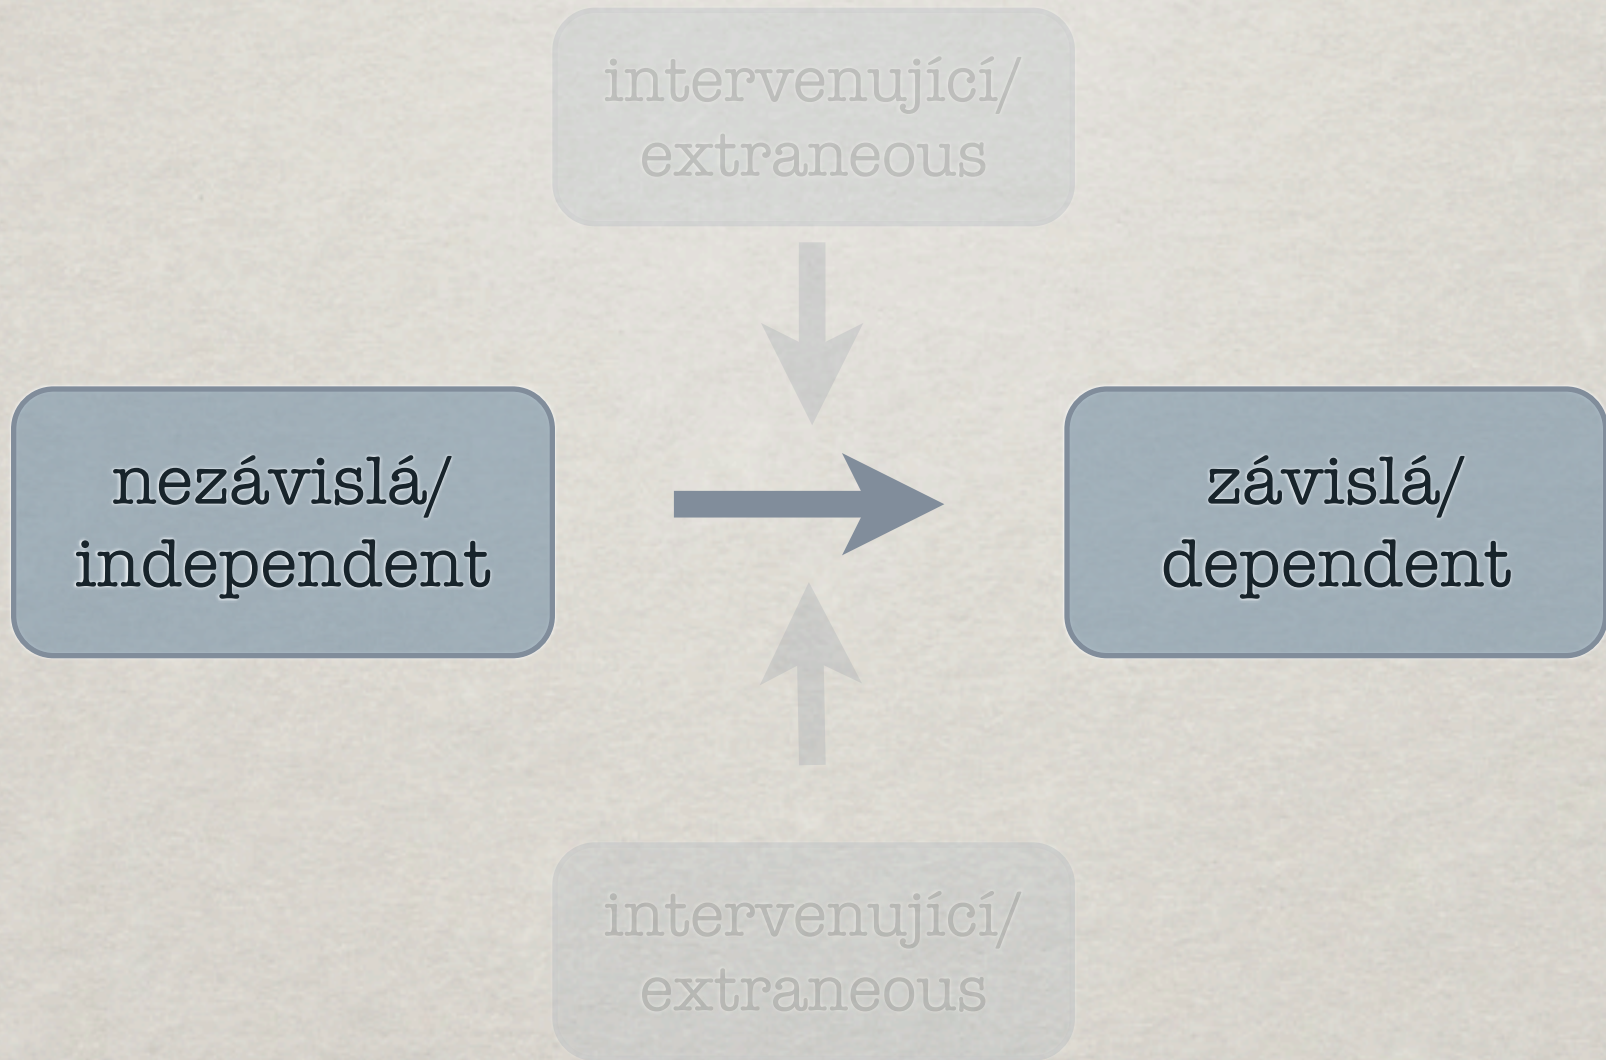 intervenující/
extraneous
nezávislá/
independent
závislá/
dependent
intervenující/
extraneous